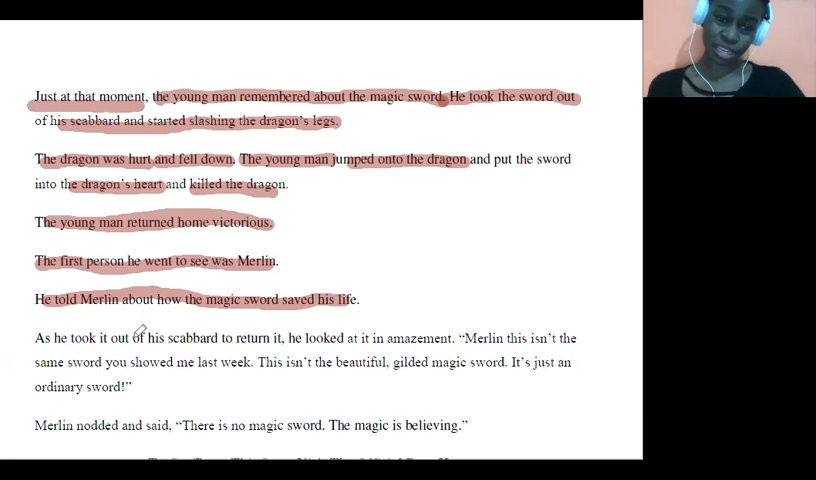 Just at that moment, the young man remembered about the magic sword. He took the sword out
of his scabbard and started slashing the dragon's legs.
The dragon was hurt and fell down. The young man jumped onto the dragon and put the sword
into the dragon's heart and killed the dragon.
The young man returned home victorious.
The first person he went to see was Merlin.
He told Merlin about how the magic sword saved his life.
As he took it out of his scabbard to return it, he looked at it in amazement. “Merlin this isn't the
same sword you showed me last week. This isn't the beautiful, gilded magic sword. It's just an
ordinary sword!”
Merlin nodded and said, “There is no magic sword. The magic is believing.”